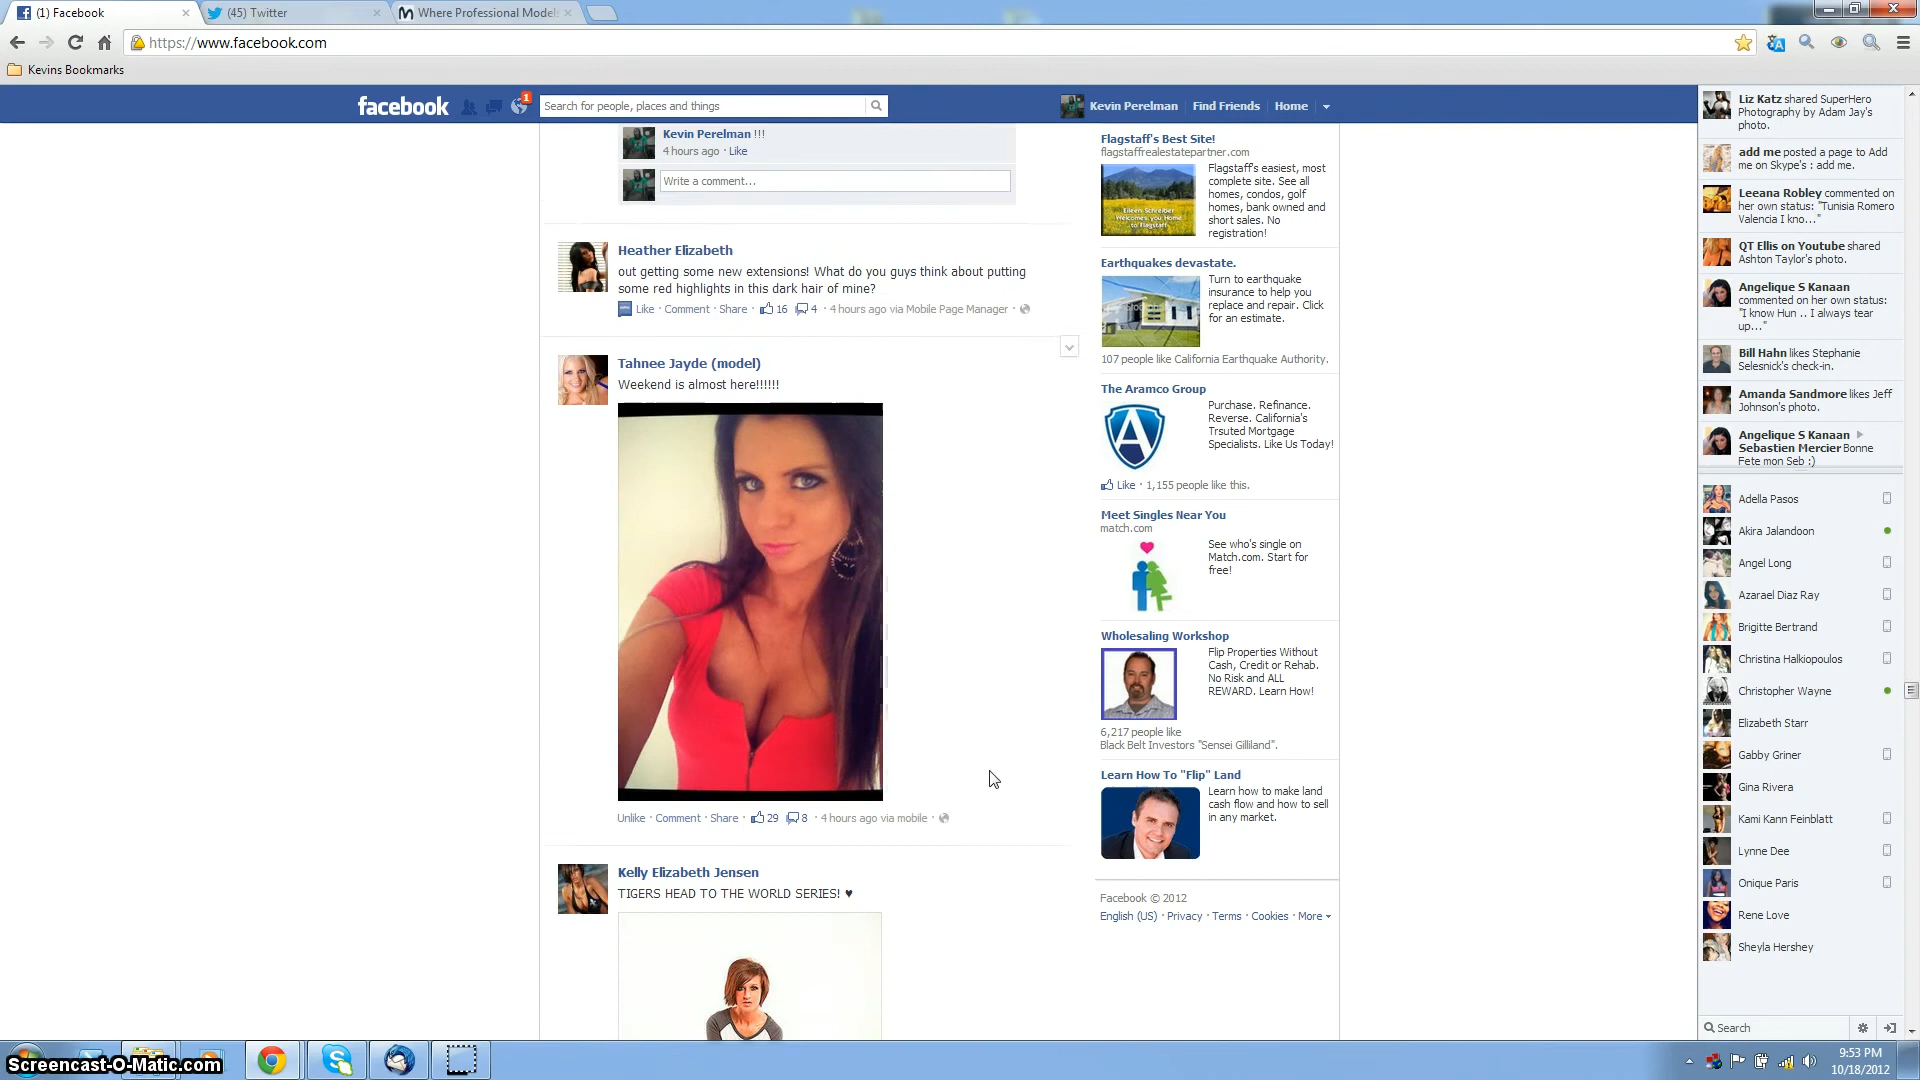 (1) Facebook
(45) Twitter
Where Professional Models
https://www.facebook.com
Kevins Bookmarks
facebook
1
Search for people, places and things
Kevin Perelman
Find Friends
Home
Kevin Perelman !!!
4 hours ago · Like
Write a comment...
Heather Elizabeth
out getting some new extensions! What do you guys think about putting
some red highlights in this dark hair of mine?
Like · Comment · Share · 16 4 · 4 hours ago via Mobile Page Manager ·
Tahnee Jayde (model)
Weekend is almost here!!!!!!
Unlike · Comment · Share · 29 8 · 4 hours ago via mobile ·
Kelly Elizabeth Jensen
TIGERS HEAD TO THE WORLD SERIES! ♥
Flagstaff's Best Site!
flagstaffrealestatepartner.com
Eileen Schreiber
Welcomes you Home
to Flagstaff
Flagstaff's easiest, most
complete site. See all
homes, condos, golf
homes, bank owned and
short sales. No
registration!
Earthquakes devastate.
Turn to earthquake
insurance to help you
replace and repair. Click
for an estimate.
107 people like California Earthquake Authority.
The Aramco Group
A
Purchase. Refinance.
Reverse. California's
Trsuted Mortgage
Specialists. Like Us Today!
Like · 1,155 people like this.
Meet Singles Near You
match.com
See who's single on
Match.com. Start for
free!
Wholesaling Workshop
Flip Properties Without
Cash, Credit or Rehab.
No Risk and ALL
REWARD. Learn How!
6,217 people like
Black Belt Investors "Sensei Gilliland".
Learn How To "Flip" Land
Learn how to make land
cash flow and how to sell
in any market.
Facebook © 2012
English (US) · Privacy · Terms · Cookies · More
Liz Katz shared SuperHero
Photography by Adam Jay's
photo.
add me posted a page to Add
me on Skype's : add me.
Leeana Robley commented on
her own status: "Tunisia Romero
Valencia I kno..."
QT Ellis on Youtube shared
Ashton Taylor's photo.
Angelique S Kanaan
commented on her own status:
"I know Hun .. I always tear
up..."
Bill Hahn likes Stephanie
Selesnick's check-in.
Amanda Sandmore likes Jeff
Johnson's photo.
Angelique S Kanaan
Sebastien Mercier Bonne
Fete mon Seb :)
Adella Pasos
Akira Jalandoon
Angel Long
Azarael Diaz Ray
Brigitte Bertrand
Christina Halkiopoulos
Christopher Wayne
Elizabeth Starr
Gabby Griner
Gina Rivera
Kami Kann Feinblatt
Lynne Dee
Onique Paris
Rene Love
Sheyla Hershey
Search
Screencast-O-Matic.com
9:53 PM
10/18/2012